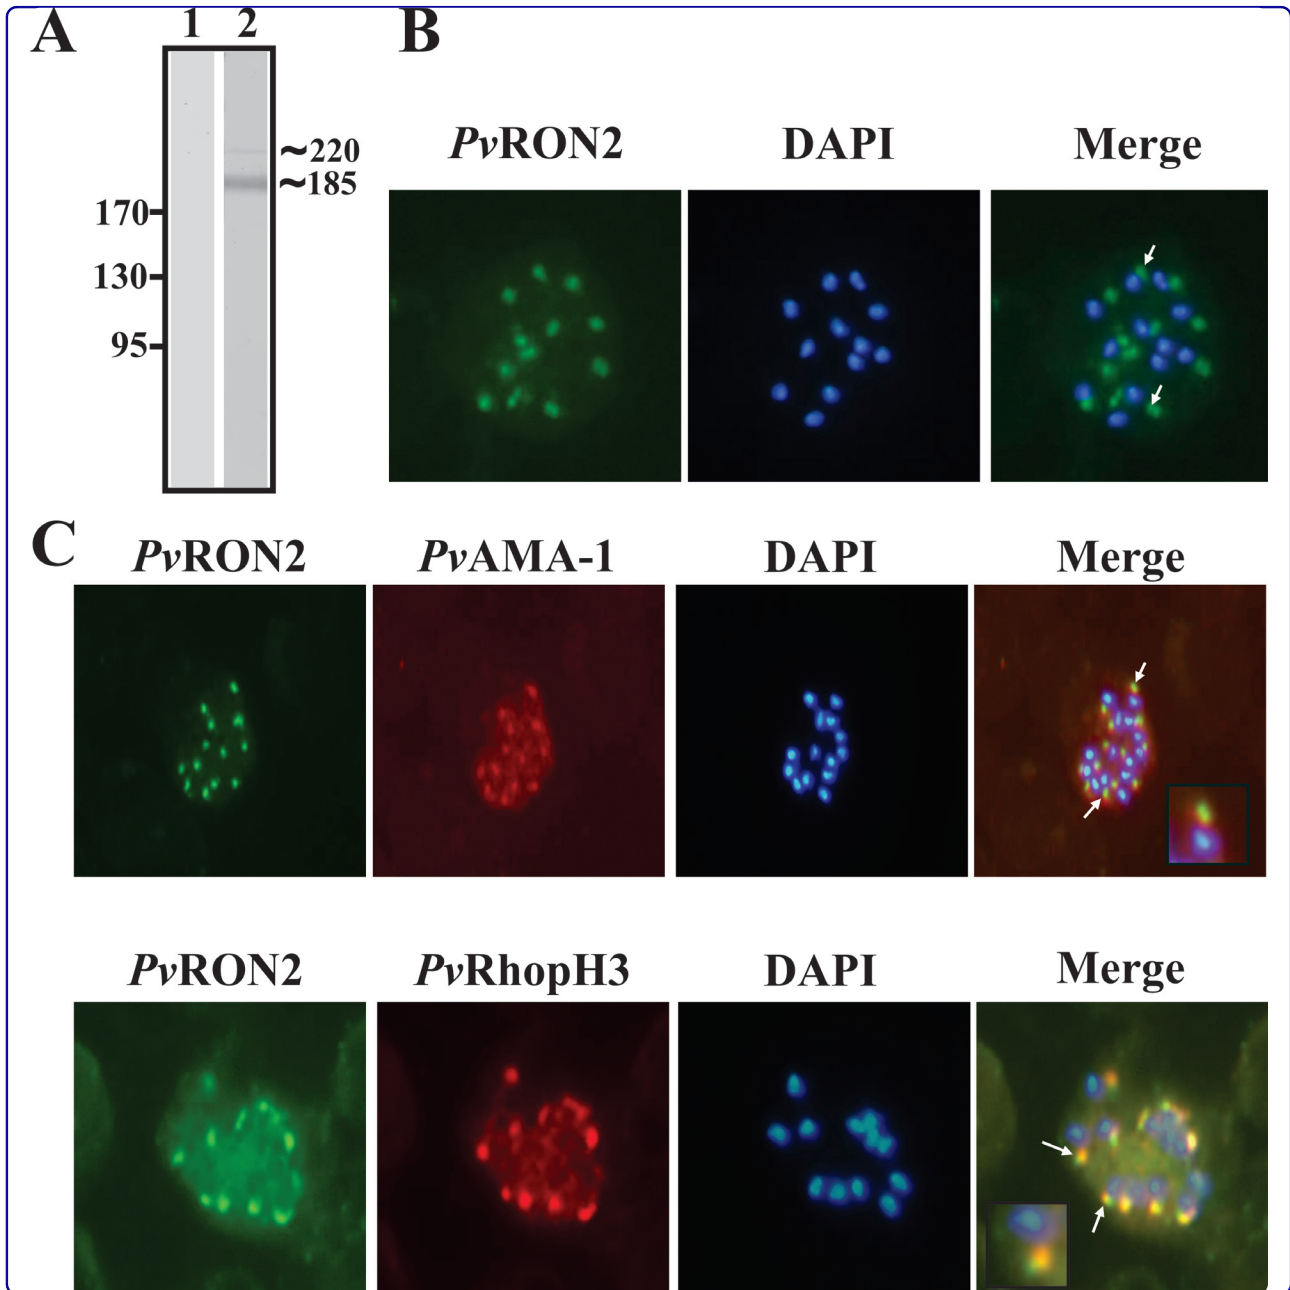 A
1 2
~220
~185
170
130
95
B
PvRON2 DAPI Merge
C
PvRON2 PvAMA-1 DAPI Merge
PvRON2 PvRhopH3 DAPI Merge